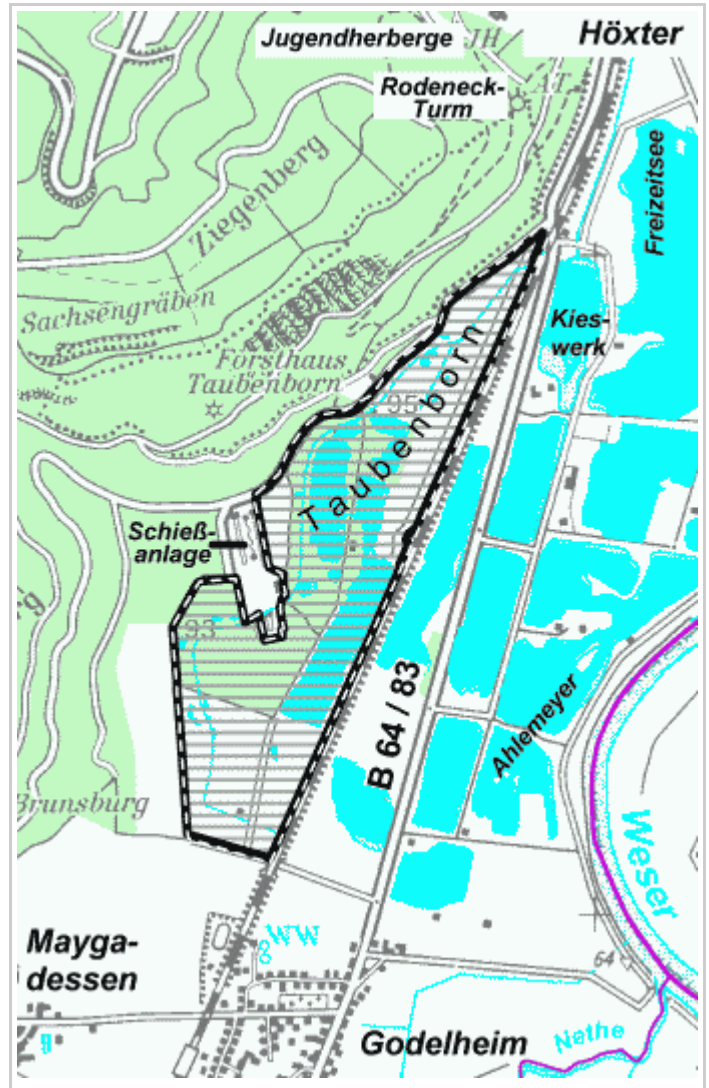 Jugendherberge
JH
Höxter
Rodeneck-
Turm
AT
Ziegenberg
Freizeitsee
Sachsengräben
Kies-
werk
Forsthaus
Taubenborn
95
Taubenborn
Schieß-
anlage
93
B 64 / 83
Ahlemeyer
Brunsburg
Weser
Mayga-
dessen
WW
64
Godelheim
Nethe